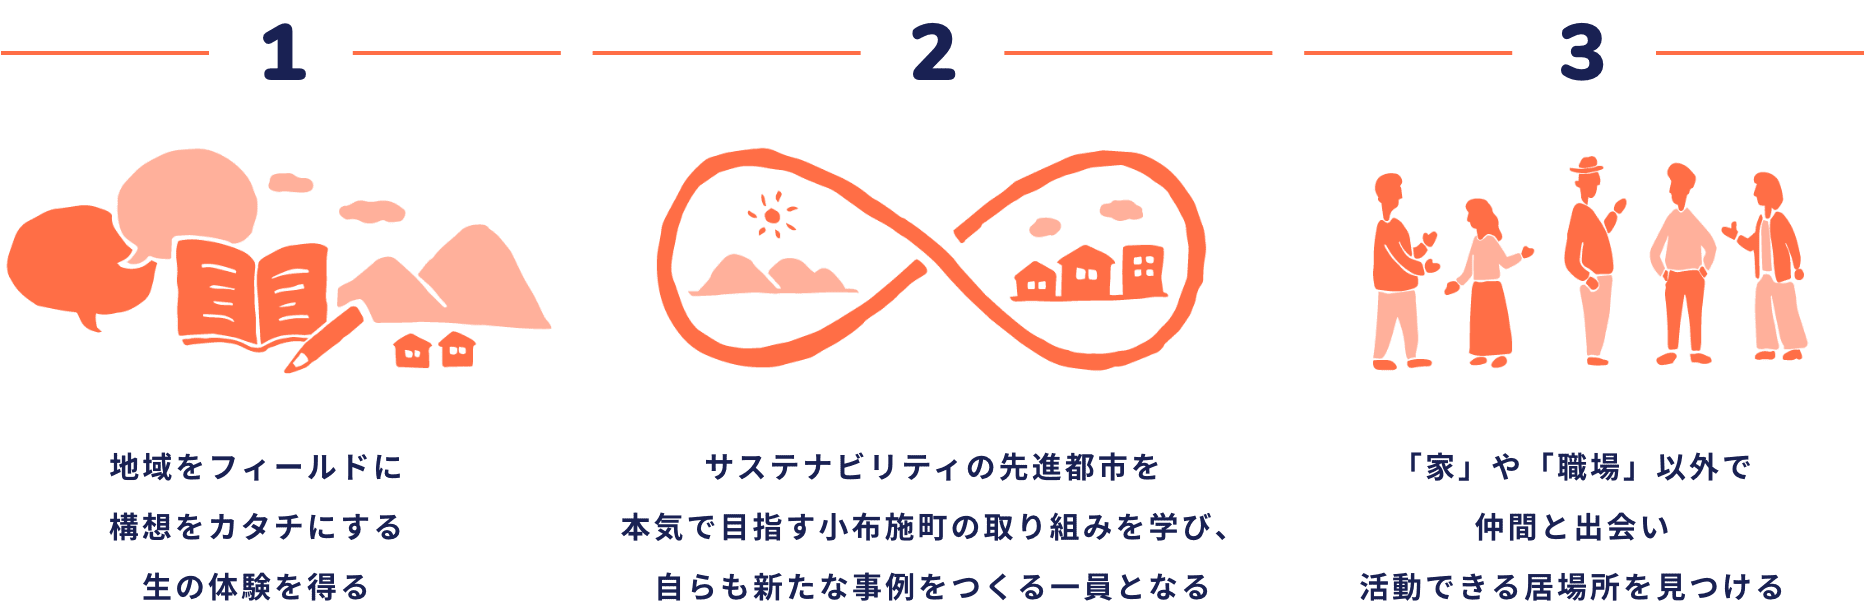 1
地域をフィールドに
構想をカタチにする
生の体験を得る
2
サステナビリティの先進都市を
本気で目指す小布施町の取り組みを学び、
自らも新たな事例をつくる一員となる
3
「家」や「職場」以外で
仲間と出会い
活動できる居場所を見つける